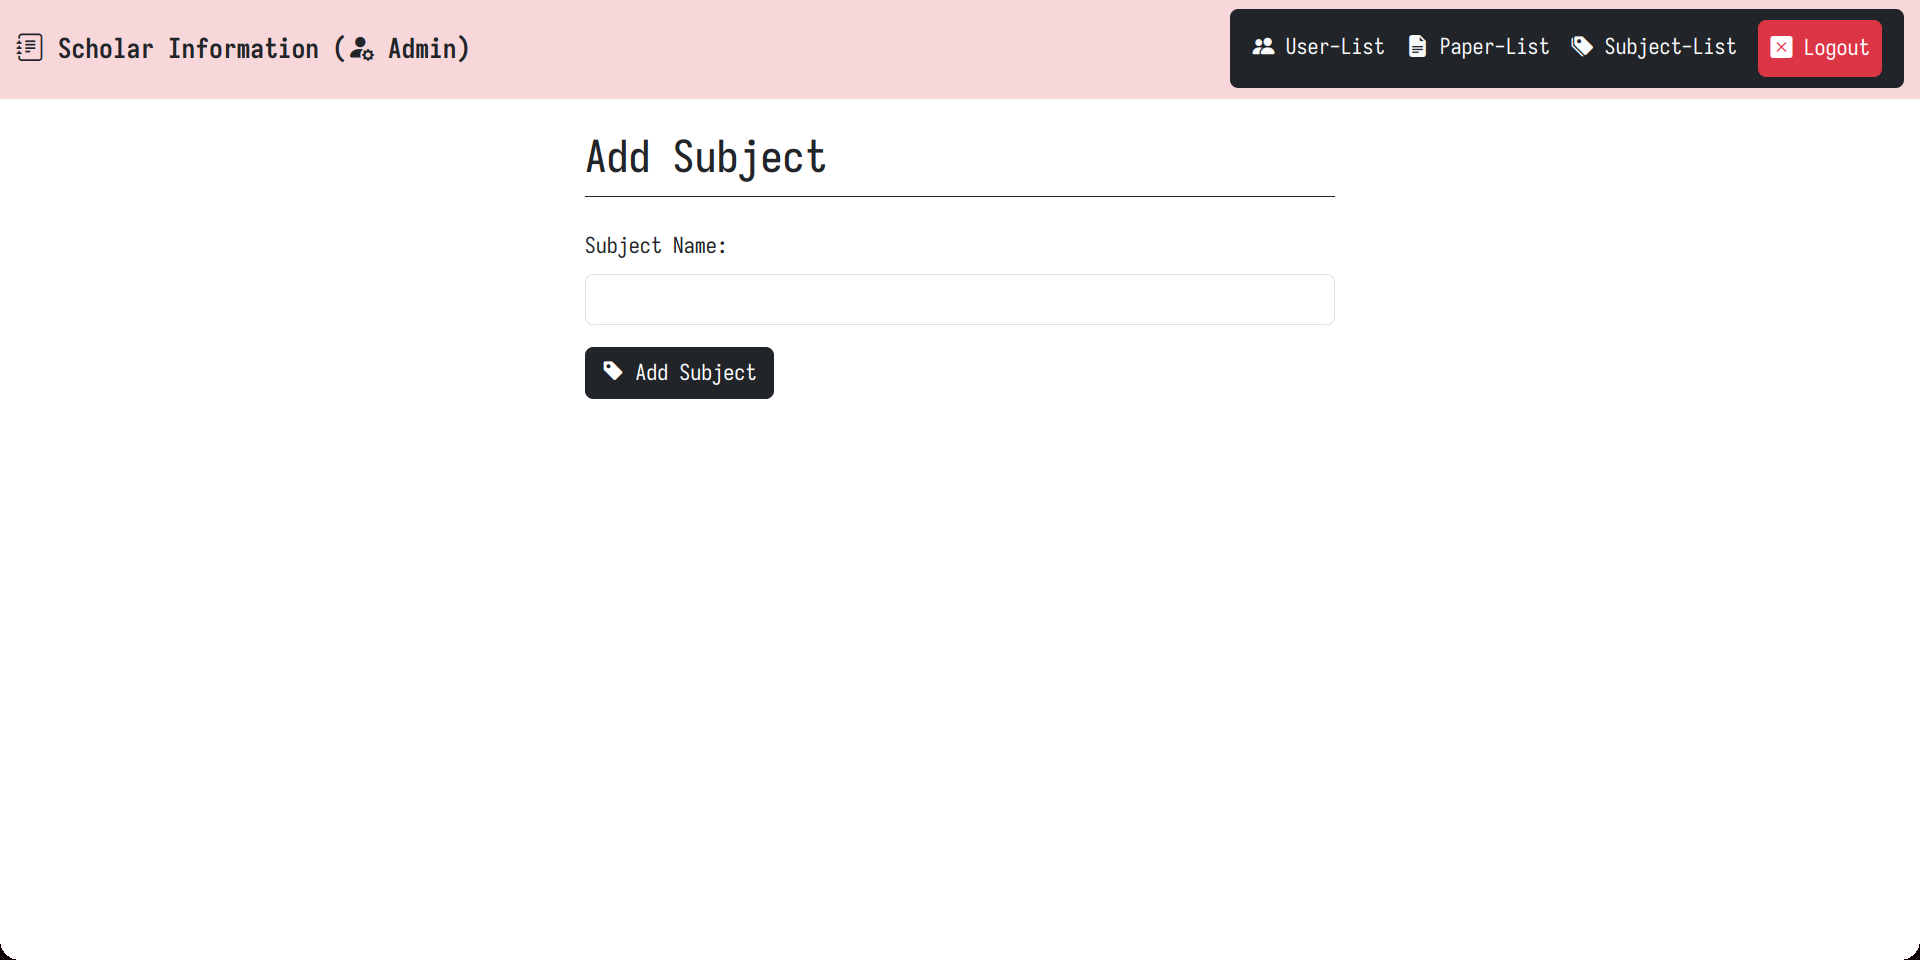 Scholar Information (Admin)
User-List Paper-List Subject-List Logout
Add Subject
Subject Name:
Add Subject